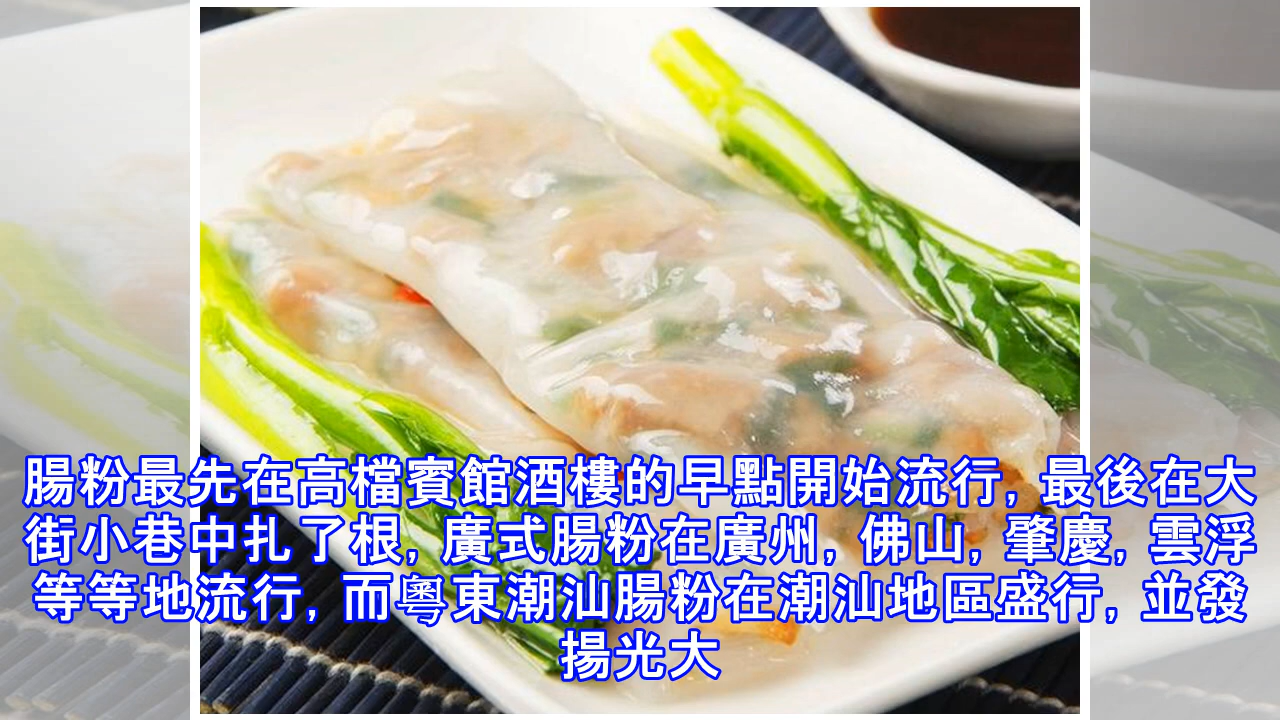 腸粉最先在高檔賓館酒樓的早點開始流行, 最後在大
街小巷中扎了根, 廣式腸粉在廣州, 佛山, 肇慶, 雲浮
等等地流行, 而粵東潮汕腸粉在潮汕地區盛行, 並發
揚光大